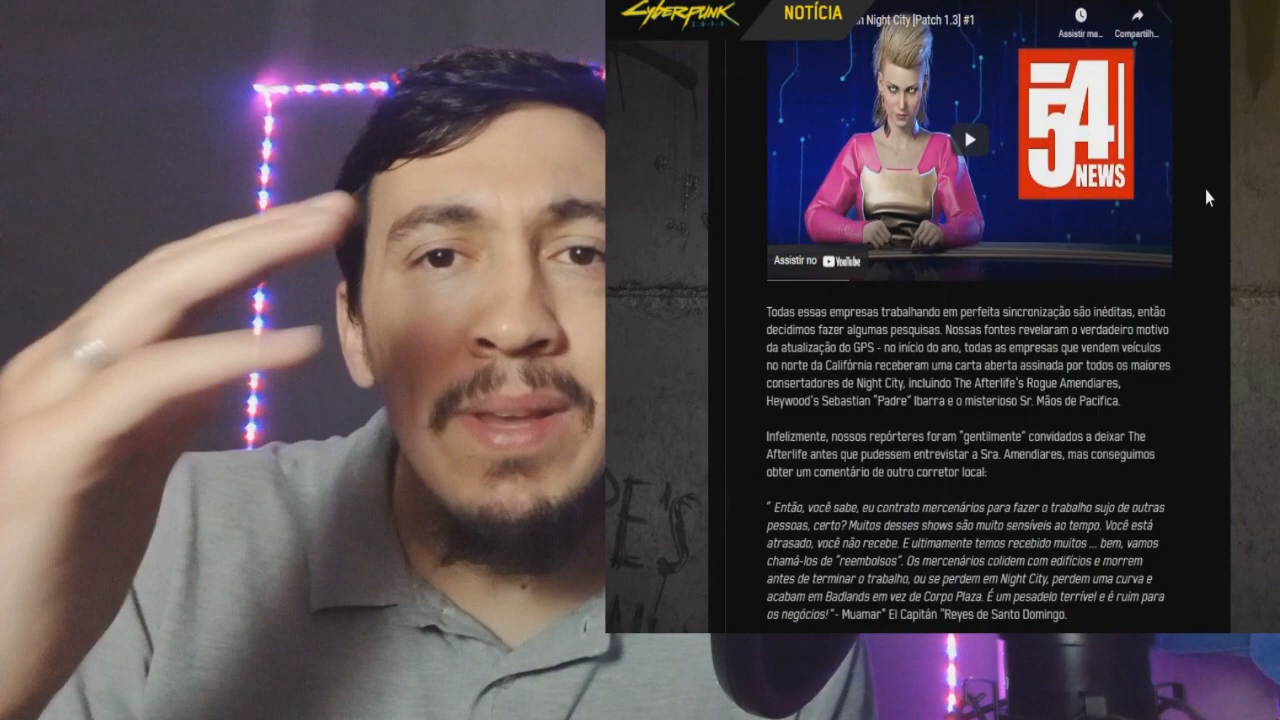 Cyberpunk
NOTÍCIA
n Night City [Patch 1.3] #1
Assistir ma...
Compartilh...
54
NEWS
Assistir no YouTube
Todas essas empresas trabalhando em perfeita sincronização são inéditas, então
decidimos fazer algumas pesquisas. Nossas fontes revelaram o verdadeiro motivo
da atualização do GPS - no início do ano, todas as empresas que vendem veículos
no norte da Califórnia receberam uma carta aberta assinada por todos os maiores
consertadores de Night City, incluindo The Afterlife's Rogue Amendiares,
Heywood's Sebastian "Padre" Ibarra e o misterioso Sr. Mãos de Pacifica.
Infelizmente, nossos repórteres foram "gentilmente" convidados a deixar The
Afterlife antes que pudessem entrevistar a Sra. Amendiares, mas conseguimos
obter um comentário de outro corretor local:
" Então, você sabe, eu contrato mercenários para fazer o trabalho sujo de outras
pessoas, certo? Muitos desses shows são muito sensíveis ao tempo. Você está
atrasado, você não recebe. E ultimamente temos recebido muitos ... bem, vamos
chamá-los de "reembolsos". Os mercenários colidem com edifícios e morrem
antes de terminar o trabalho, ou se perdem em Night City, perdem uma curva e
acabam em Badlands em vez de Corpo Plaza. É um pesadelo terrível e é ruim para
os negócios! "- Muamar" El Capitán "Reyes de Santo Domingo.